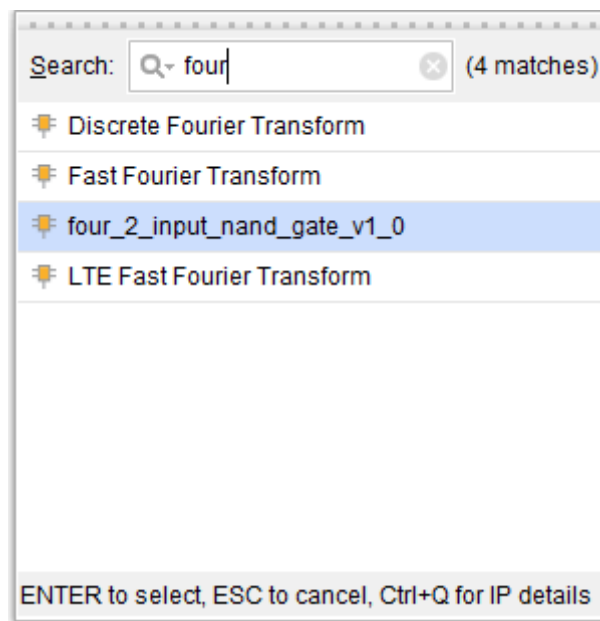 Search: four (4 matches)
Discrete Fourier Transform
Fast Fourier Transform
four_2_input_nand_gate_v1_0
LTE Fast Fourier Transform
ENTER to select, ESC to cancel, Ctrl+Q for IP details